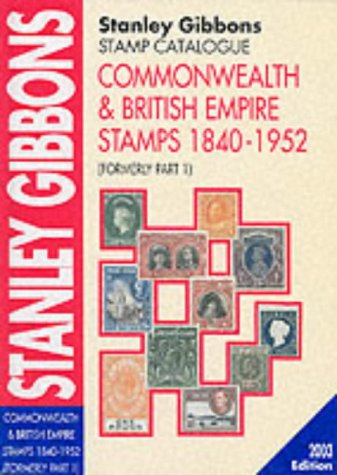 STANLEY GIBBONS
COMMONWEALTH
& BRITISH EMPIRE
STAMPS 1840-1952
(FORMERLY PART 1)
Stanley Gibbons
STAMP CATALOGUE
COMMONWEALTH
& BRITISH EMPIRE
STAMPS 1840-1952
(FORMERLY PART 1)
2003
Edition